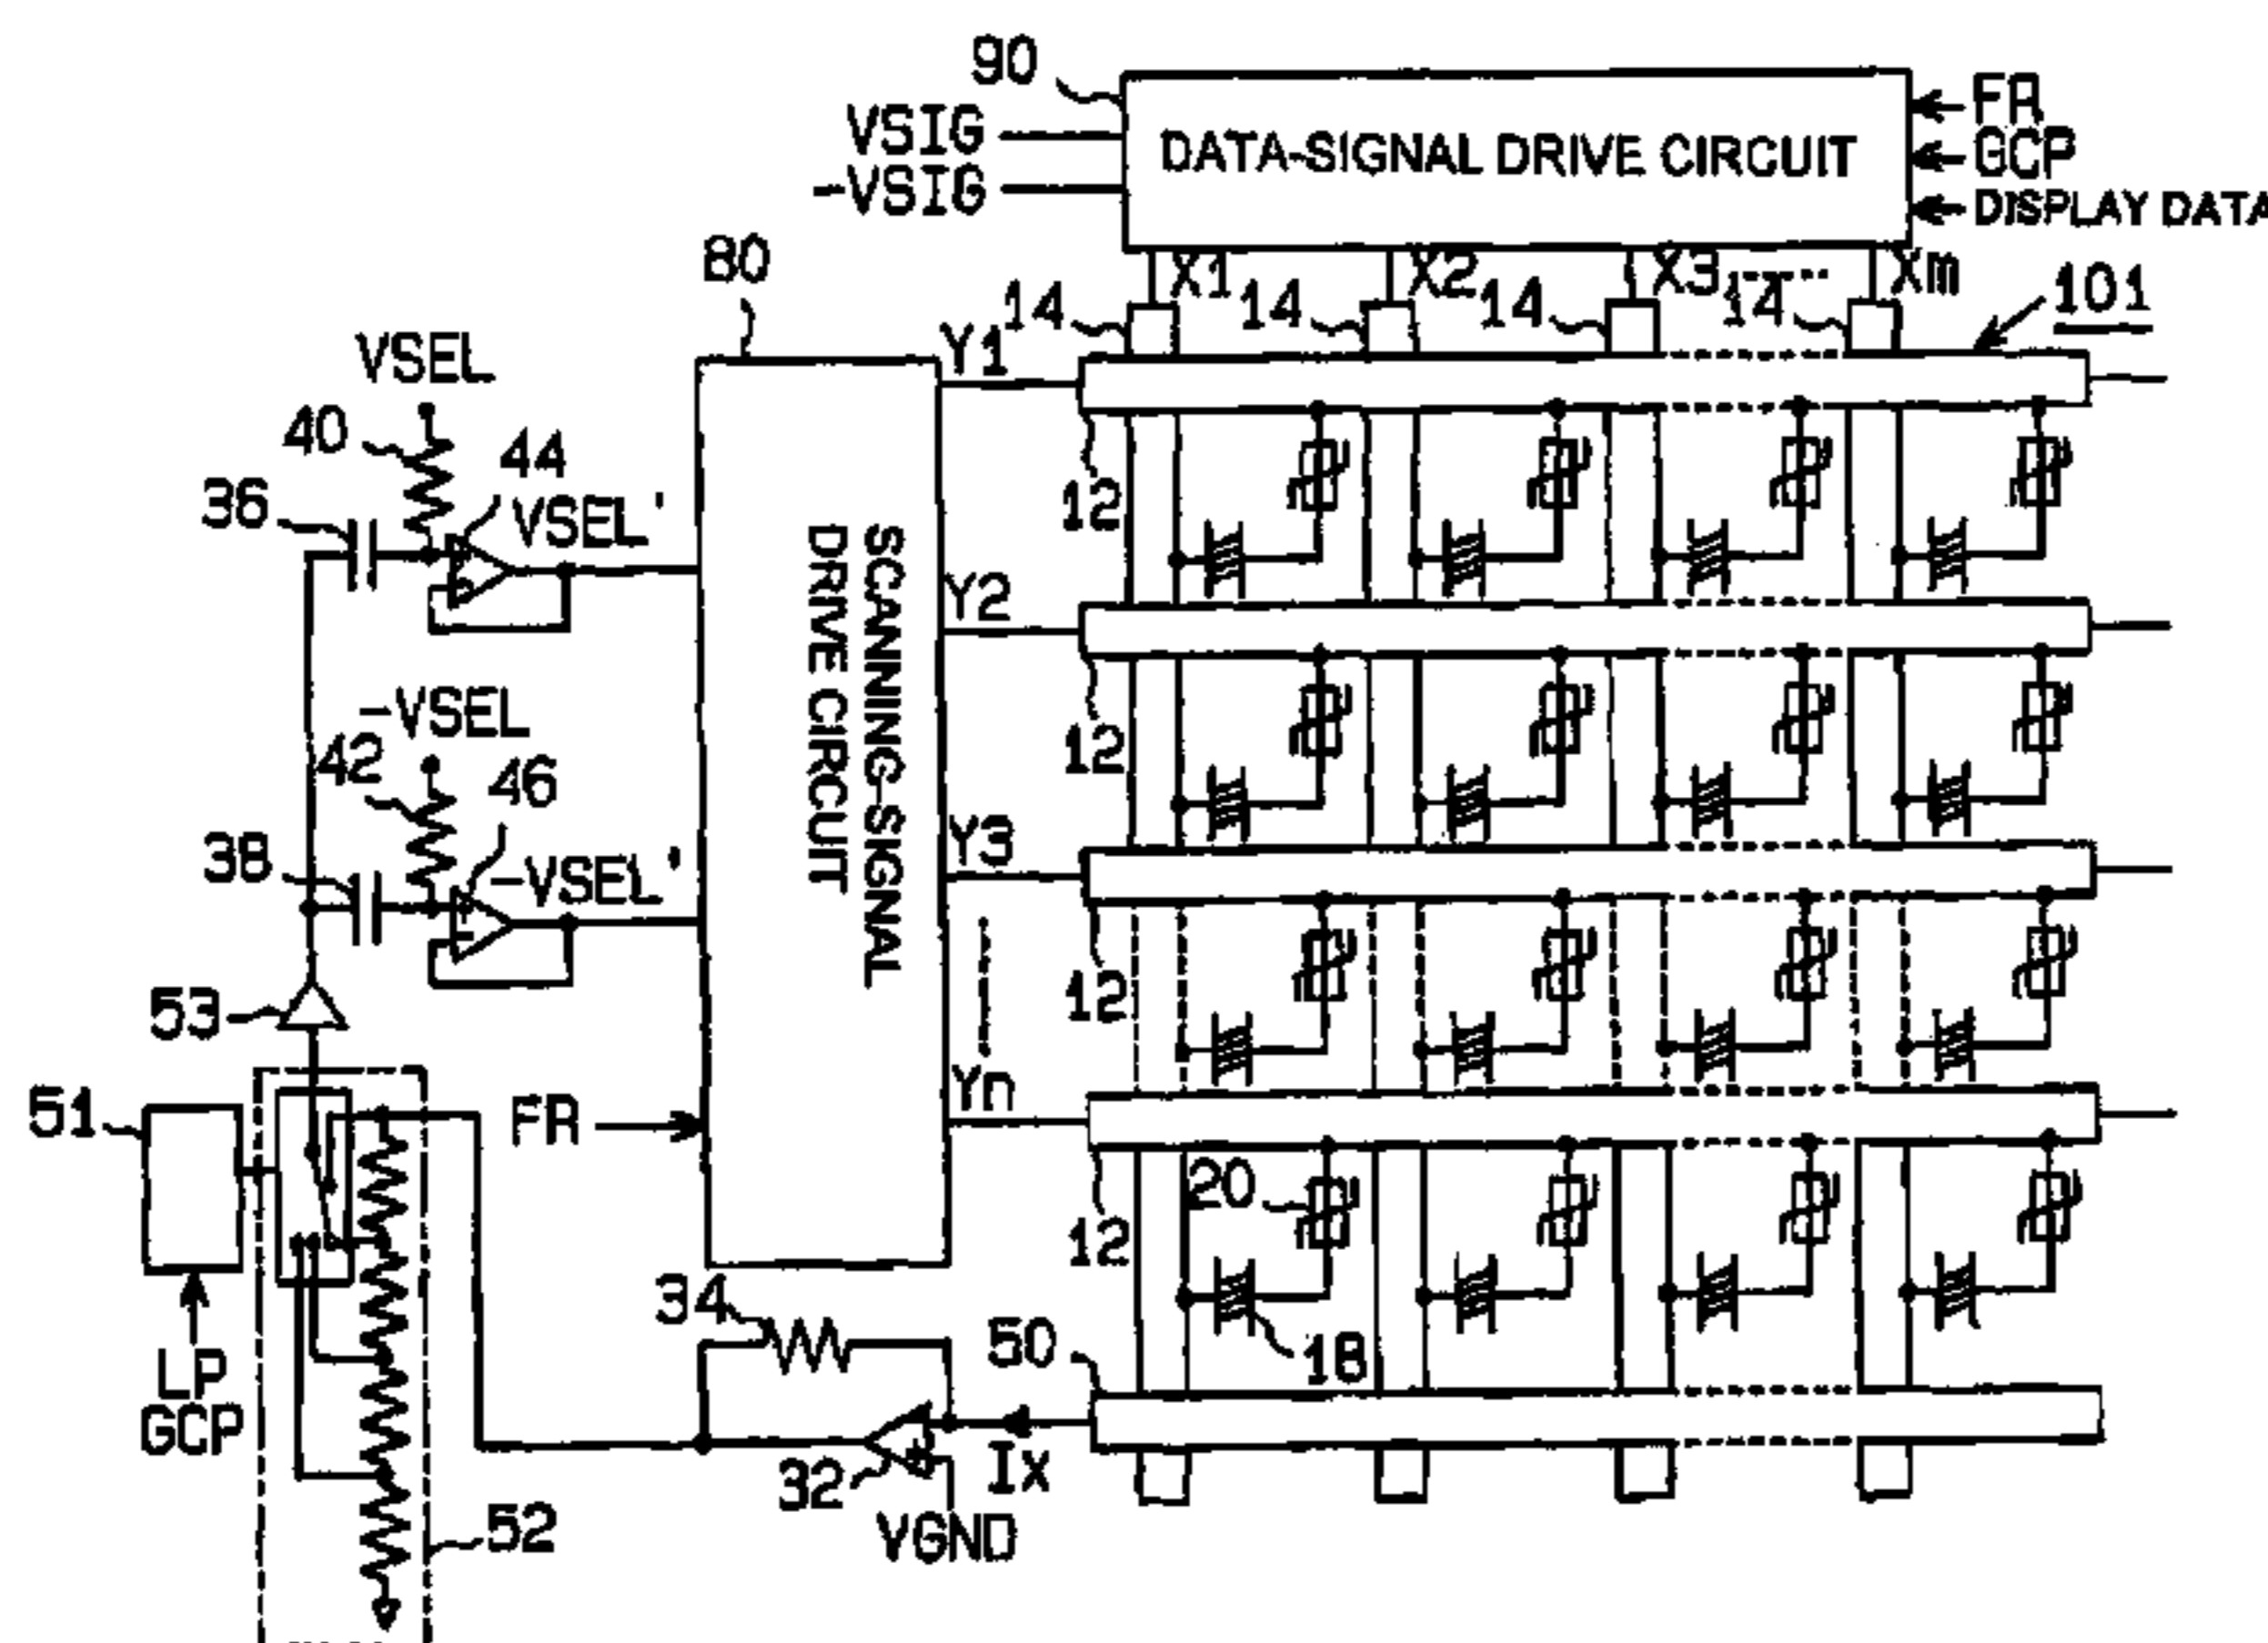 90
VSIG
-VSIG
DATA-SIGNAL DRIVE CIRCUIT
FR
GCP
DISPLAY DATA
80
14 X1 14 X2 14 X3 14 Xm
101
VSEL
Y1
40
44
36
VSEL'
12
SCANNING-SIGNAL
DRIVE CIRCUIT
Y2
-VSEL
42
46
12
38
-VSEL'
Y3
53
12
51
FR
Yn
20
12
34
50
18
LP
GCP
32
Ix
52
VGND